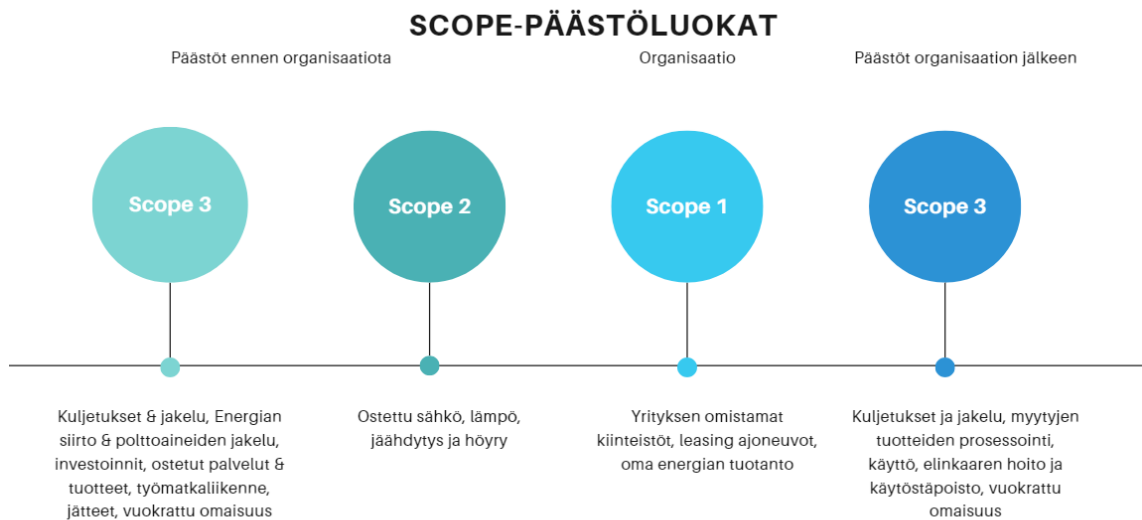 SCOPE-PÄÄSTÖLUOKAT
Päästöt ennen organisaatiota
Organisaatio
Päästöt organisaation jälkeen
Scope 3
Scope 2
Scope 1
Scope 3
Kuljetukset & jakelu, Energian
siirto & polttoaineiden jakelu,
investoinnit, ostetut palvelut &
tuotteet, työmatkaliikenne,
jätteet, vuokrattu omaisuus
Ostettu sähkö, lämpö,
jäähdytys ja höyry
Yrityksen omistamat
kiinteistöt, leasing ajoneuvot,
oma energian tuotanto
Kuljetukset ja jakelu, myytyjen
tuotteiden prosessointi,
käyttö, elinkaaren hoito ja
käytöstäpoisto, vuokrattu
omaisuus